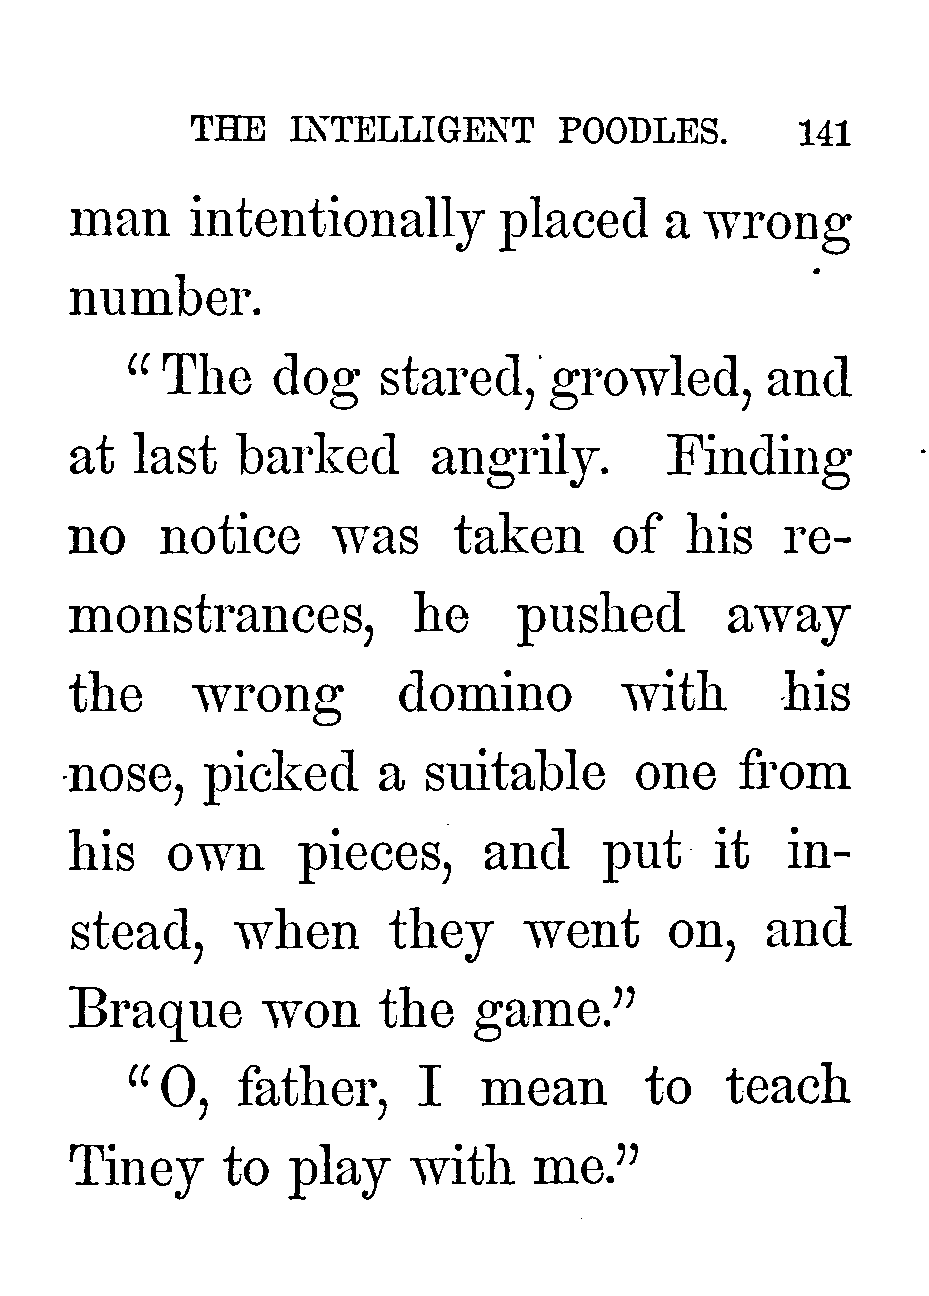 THE INTELLIGENT POODLES. 141
man intentionally placed a wrong
number.
“The dog stared, growled, and
at last barked angrily. Finding
no notice was taken of his re-
monstrances, he pushed away
the wrong domino with his
nose, picked a suitable one from
his own pieces, and put it in-
stead, when they went on, and
Braque won the game.”
“O, father, I mean to teach
Tiney to play with me.”